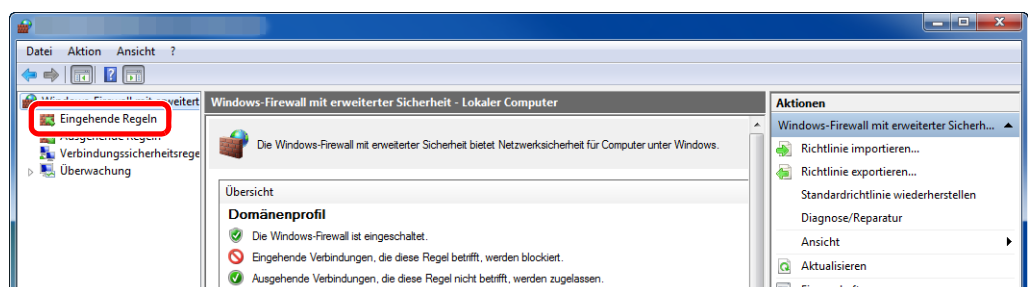 Datei Aktion Ansicht ?
Eingehende Regeln
Verbindungssicherheitsrege
Überwachung
Windows-Firewall mit erweiterter Sicherheit - Lokaler Computer
Die Windows-Firewall mit erweiterter Sicherheit bietet Netzwerksicherheit für Computer unter Windows.
Übersicht
Domänenprofil
Die Windows-Firewall ist eingeschaltet.
Eingehende Verbindungen, die diese Regel betrifft, werden blockiert.
Ausgehende Verbindungen, die diese Regel nicht betrifft, werden zugelassen.
Aktionen
Windows-Firewall mit erweiterter Sicherh...
Richtlinie importieren...
Richtlinie exportieren...
Standardrichtlinie wiederherstellen
Diagnose/Reparatur
Ansicht
Aktualisieren